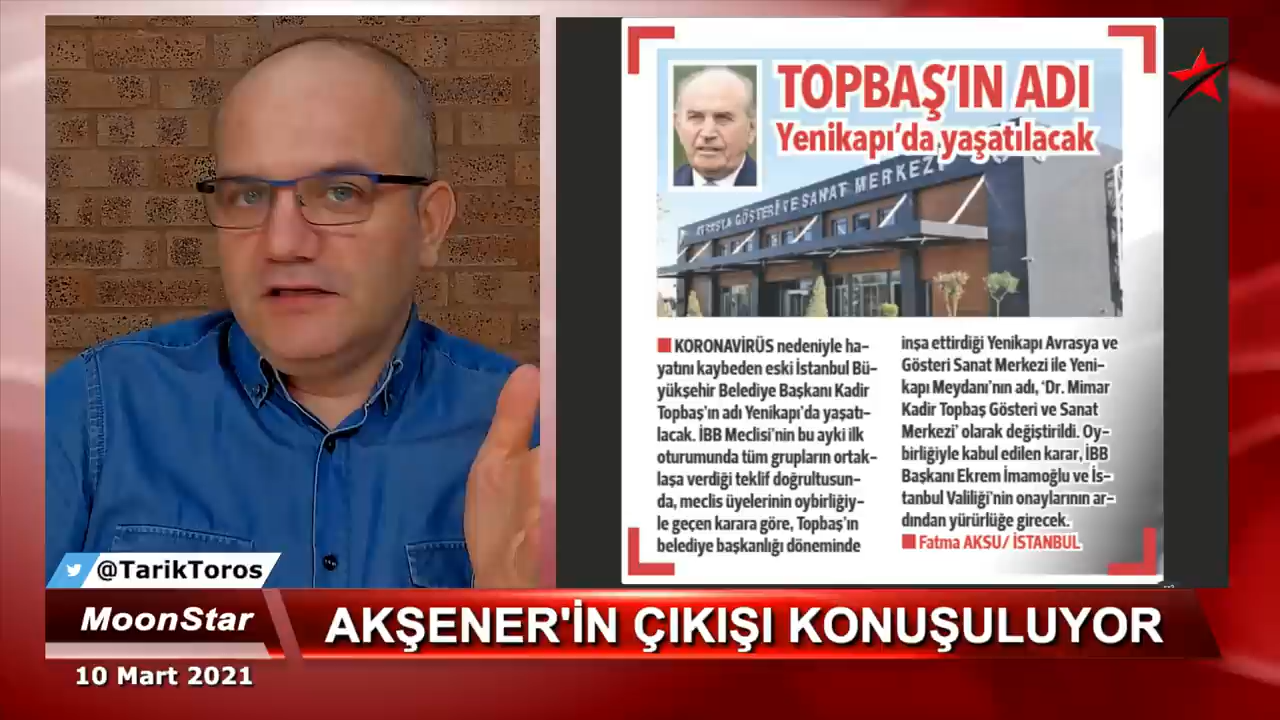 TOPBAŞ'IN ADI
Yenikapı'da yaşatılacak
AVRASYA GÖSTERİ VE SANAT MERKEZİ
KORONAVİRÜS nedeniyle ha-
yatını kaybeden eski İstanbul Bü-
yükşehir Belediye Başkanı Kadir
Topbaş'ın adı Yenikapı'da yaşatı-
lacak. İBB Meclisi'nin bu ayki ilk
oturumunda tüm grupların ortak-
laşa verdiği teklif doğrultusun-
da, meclis üyelerinin oybirliğiy-
le geçen karara göre, Topbaş'ın
belediye başkanlığı döneminde
inşa ettirdiği Yenikapı Avrasya ve
Gösteri Sanat Merkezi ile Yeni-
kapı Meydanı'nın adı, 'Dr. Mimar
Kadir Topbaş Gösteri ve Sanat
Merkezi' olarak değiştirildi. Oy-
birliğiyle kabul edilen karar, İBB
Başkanı Ekrem İmamoğlu ve İs-
tanbul Valiliği'nin onaylarının ar-
dından yürürlüğe girecek.
Fatma AKSU/ İSTANBUL
@TarikToros
MoonStar
AKŞENER'İN ÇIKIŞI KONUŞULUYOR
10 Mart 2021